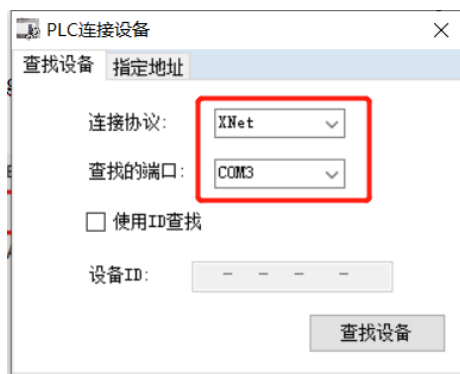 PLC连接设备
查找设备 指定地址
连接协议: XNet
查找的端口: COM3
使用ID查找
设备ID: - - - -
查找设备